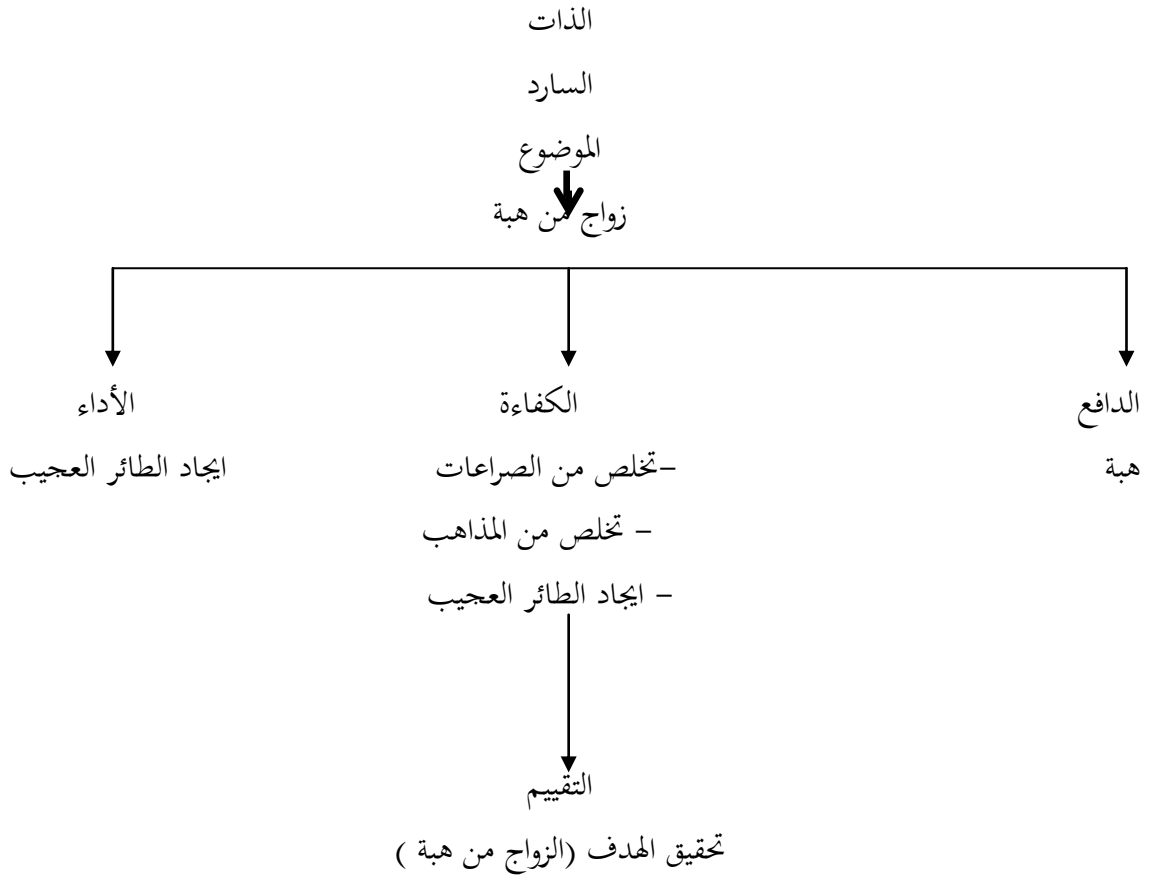 الذات
السارد
الموضوع
زواج من هبة
الدافع
الكفاءة
الأداء
هبة
–تخلص من الصراعات
ايجاد الطائر العجيب
– تخلص من المذاهب
– ايجاد الطائر العجيب
التقييم
تحقيق الهدف (الزواج من هبة )